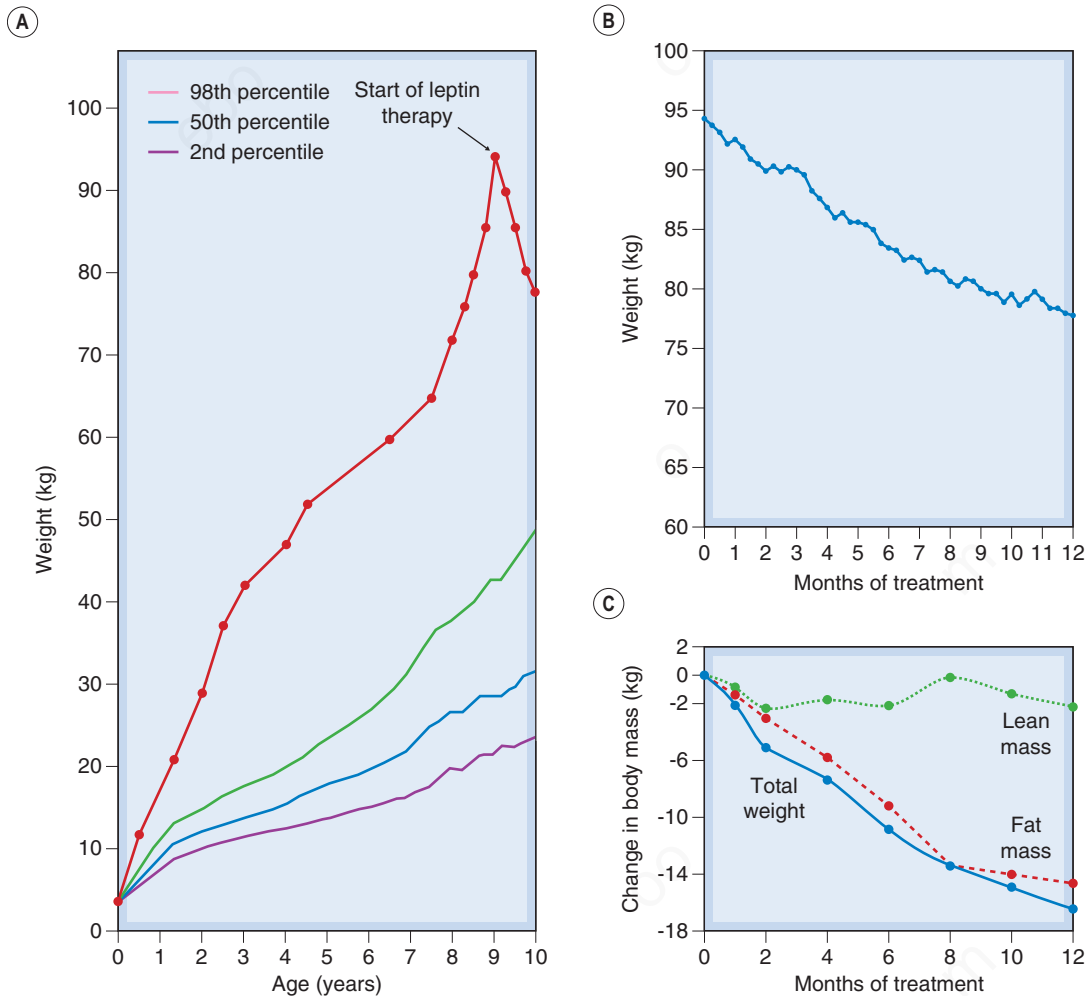 A
98th percentile
50th percentile
2nd percentile
Start of leptin
therapy
100
90
80
70
60
50
40
30
20
10
0
Weight (kg)
0 1 2 3 4 5 6 7 8 9 10
Age (years)
B
100
95
90
85
80
75
70
65
60
Weight (kg)
0 1 2 3 4 5 6 7 8 9 10 11 12
Months of treatment
C
2
0
-2
-6
-10
-14
-18
Change in body mass (kg)
Lean
mass
Total
weight
Fat
mass
0 2 4 6 8 10 12
Months of treatment